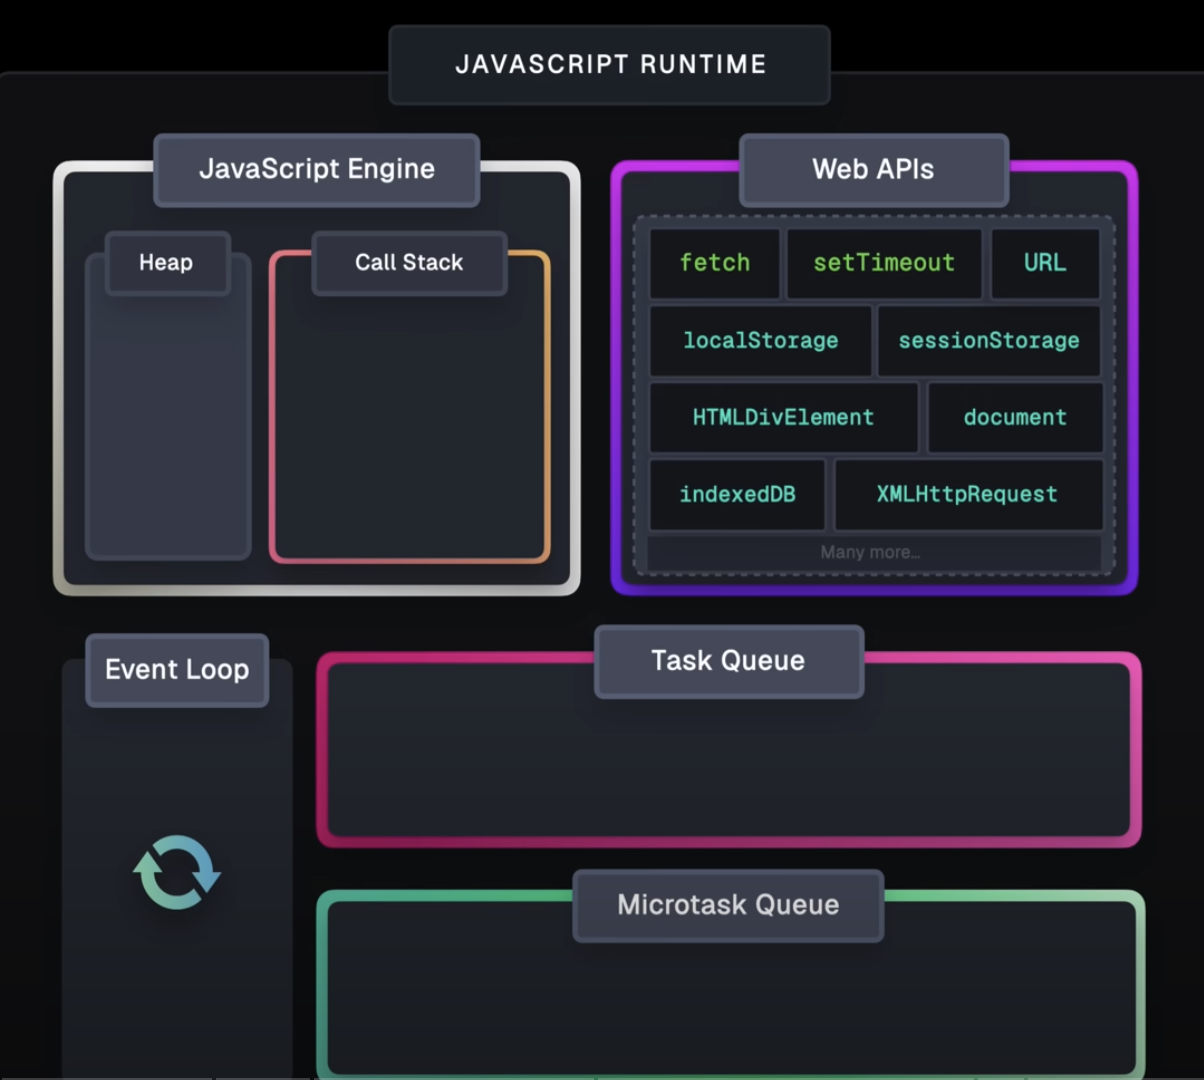 JAVASCRIPT RUNTIME
JavaScript Engine
Heap
Call Stack
Web APIs
fetch
setTimeout
URL
localStorage
sessionStorage
HTMLDivElement
document
indexedDB
XMLHttpRequest
Many more...
Event Loop
Task Queue
Microtask Queue